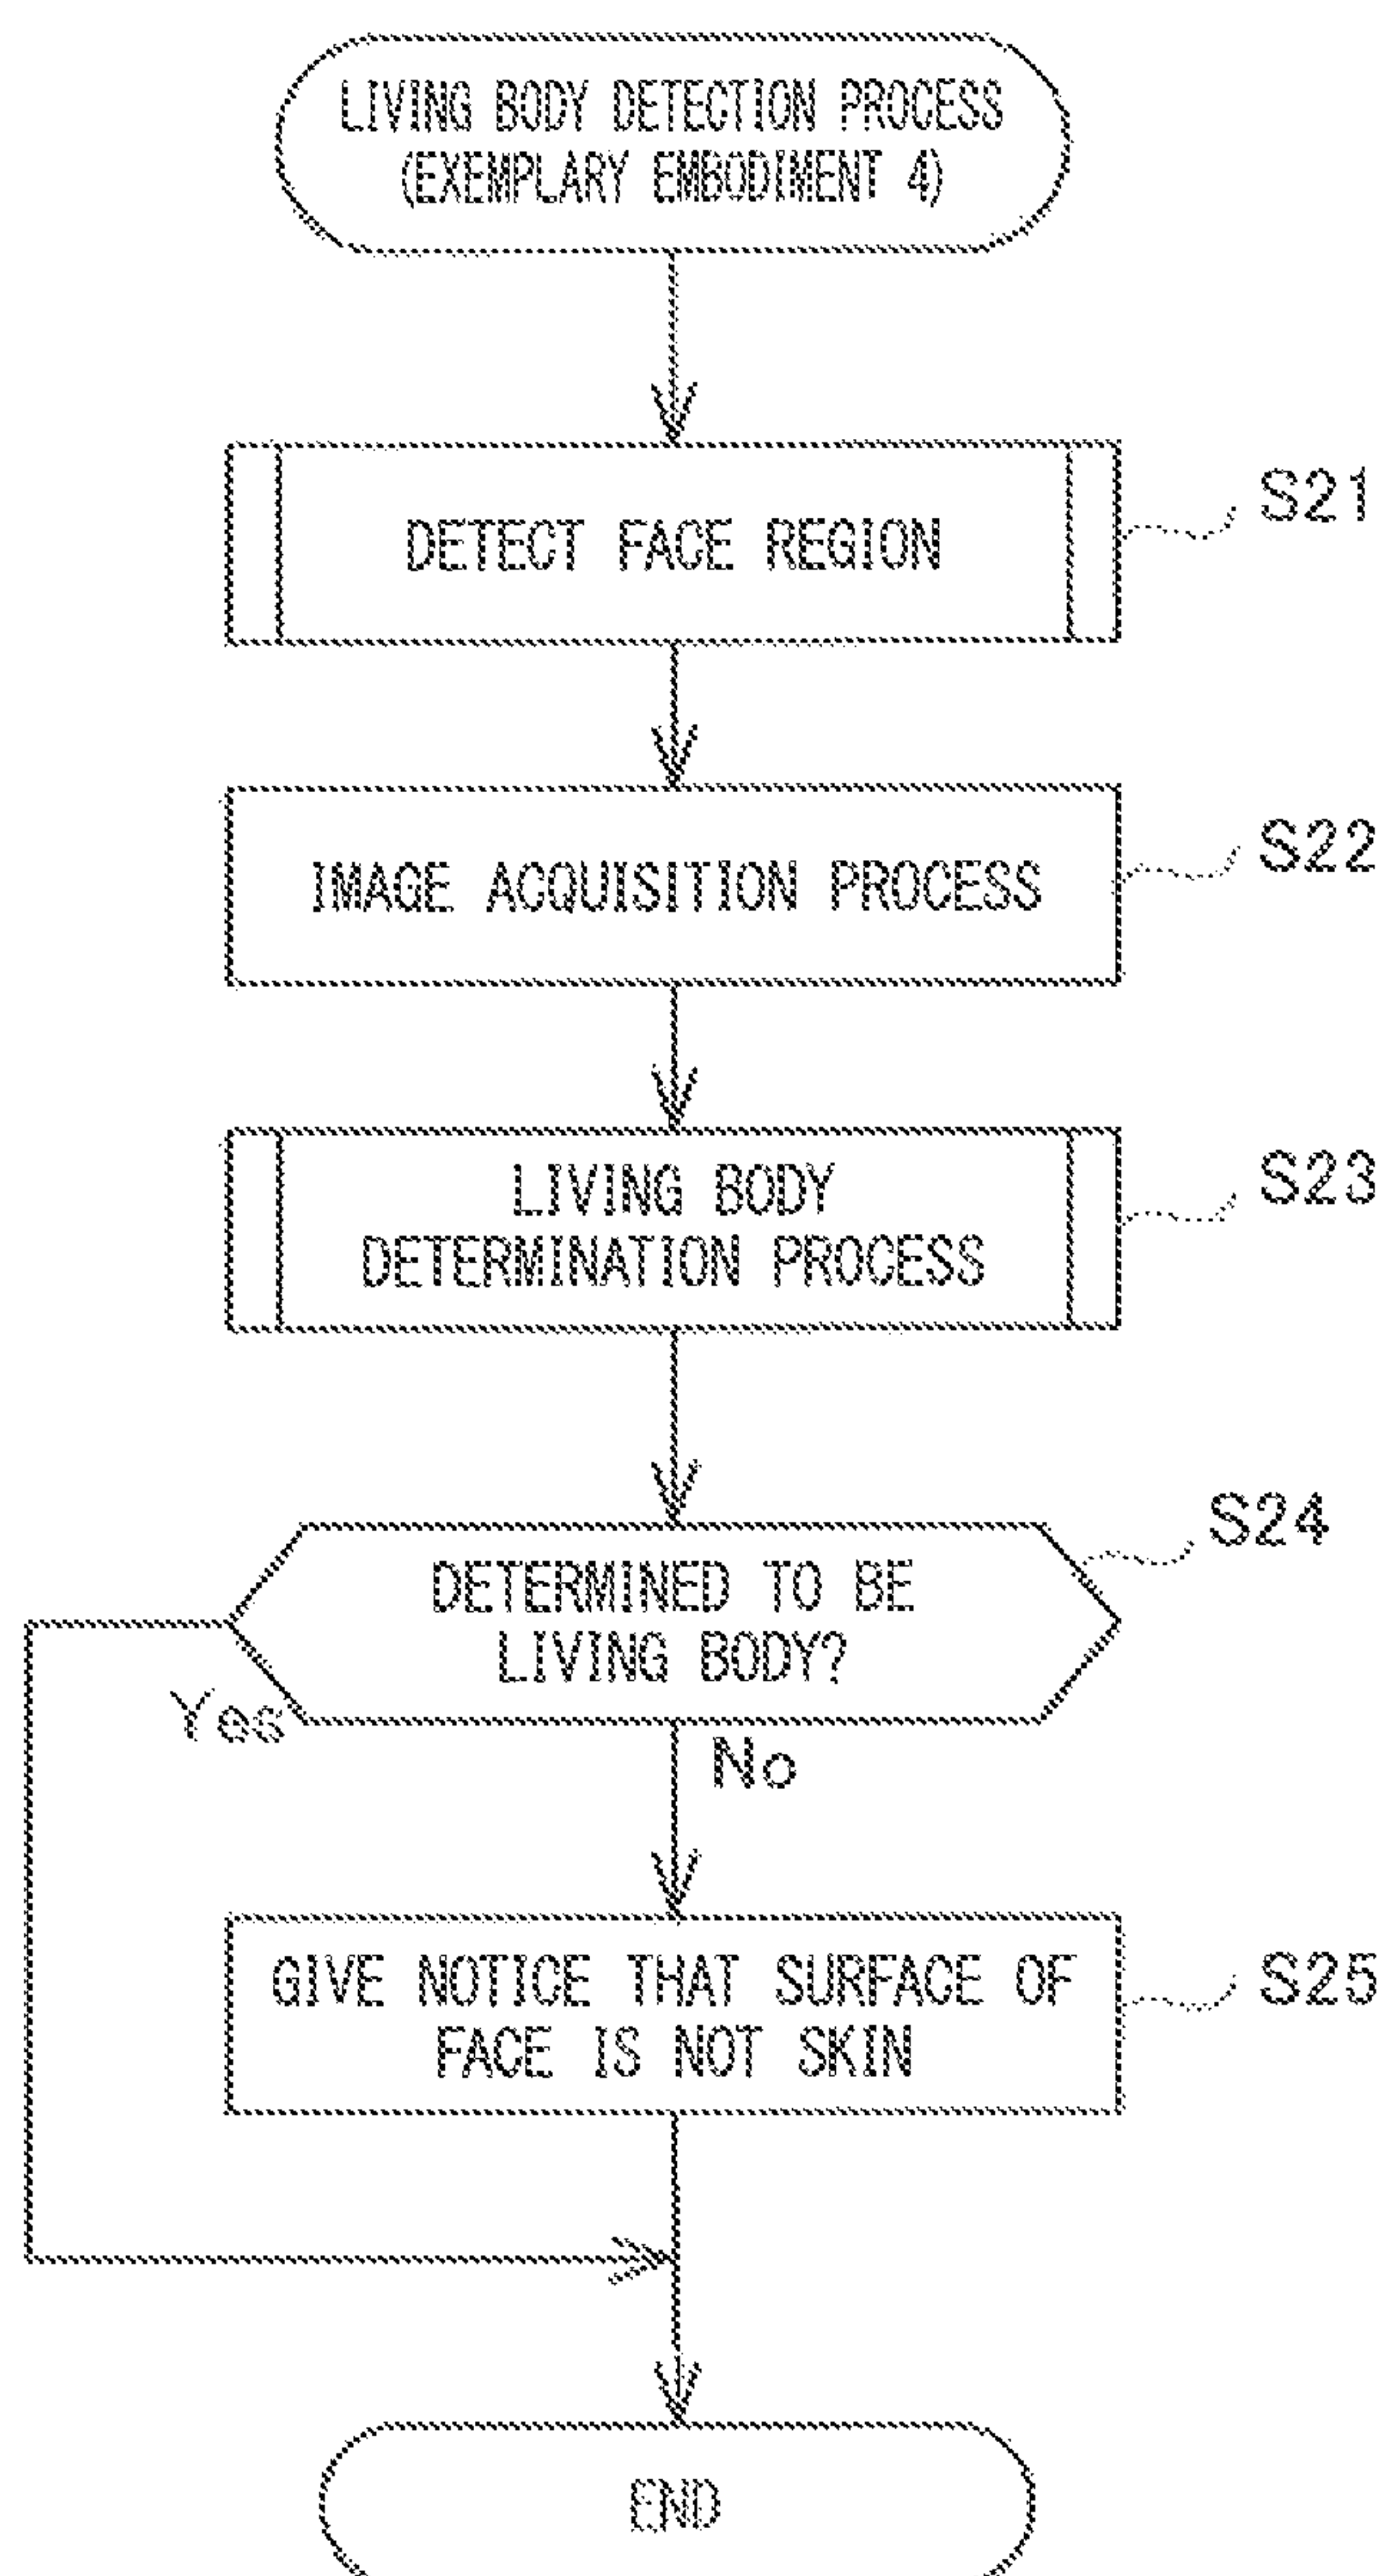 LIVING BODY DETECTION PROCESS
(EXEMPLARY EMBODIMENT 4)
DETECT FACE REGION
S21
IMAGE ACQUISITION PROCESS
S22
LIVING BODY
DETERMINATION PROCESS
S23
DETERMINED TO BE
LIVING BODY?
S24
Yes
No
GIVE NOTICE THAT SURFACE OF
FACE IS NOT SKIN
S25
END